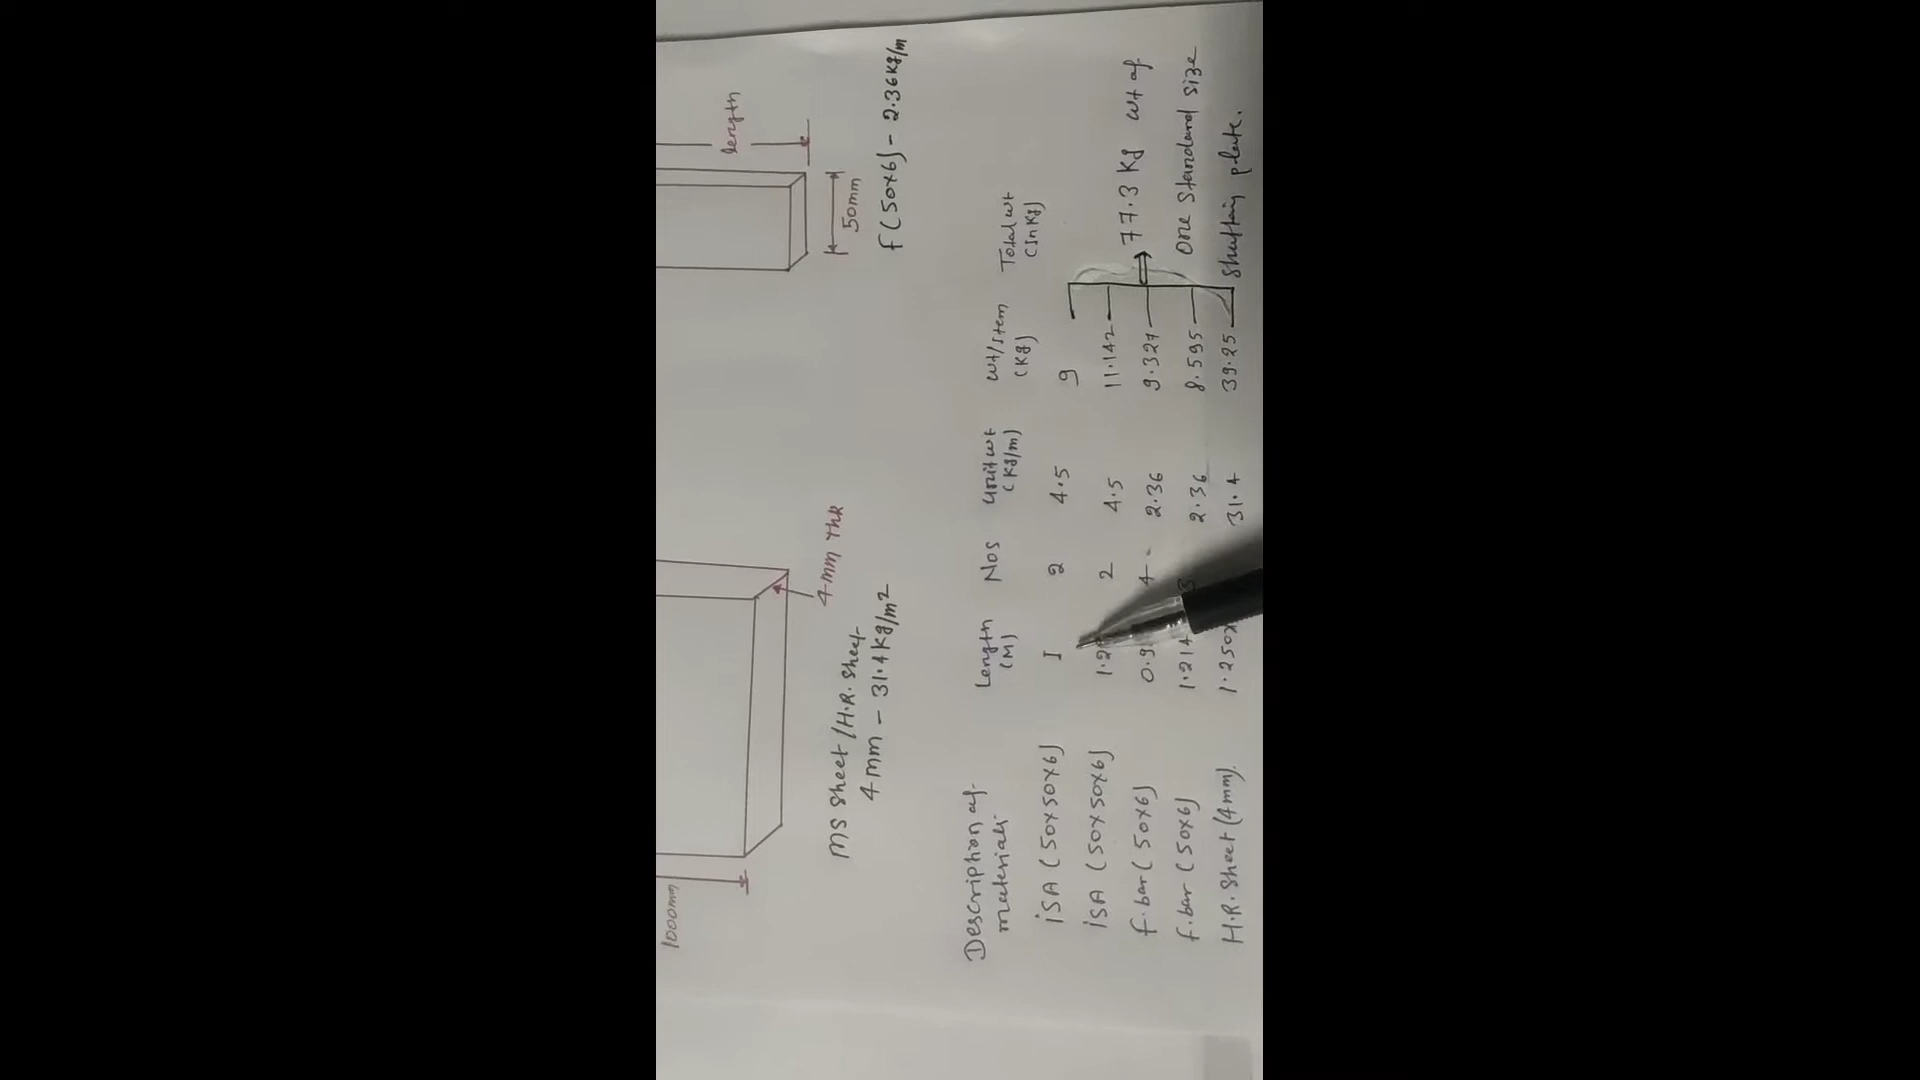 1000mm
length
50mm
4mm THK
MS Sheet/H.R. Sheet
4mm - 31.4 kg/m2
f(50x6) - 2.36kg/m
Description of materials
Length (M)
Nos
Unit wt (kg/m)
wt/item (kg)
Total wt (In kg)
ISA (50x50x6) 1 2 4.5 9
ISA (50x50x6) 2 4.5 11.142
f.bar (50x6) 4 2.36 9.327
f.bar (50x6) 1.214 2.36 8.595
H.R. Sheet (4mm) 31.4 39.25
⇒ 77.3 kg wt of
One Standard Size
Shuttering plate.